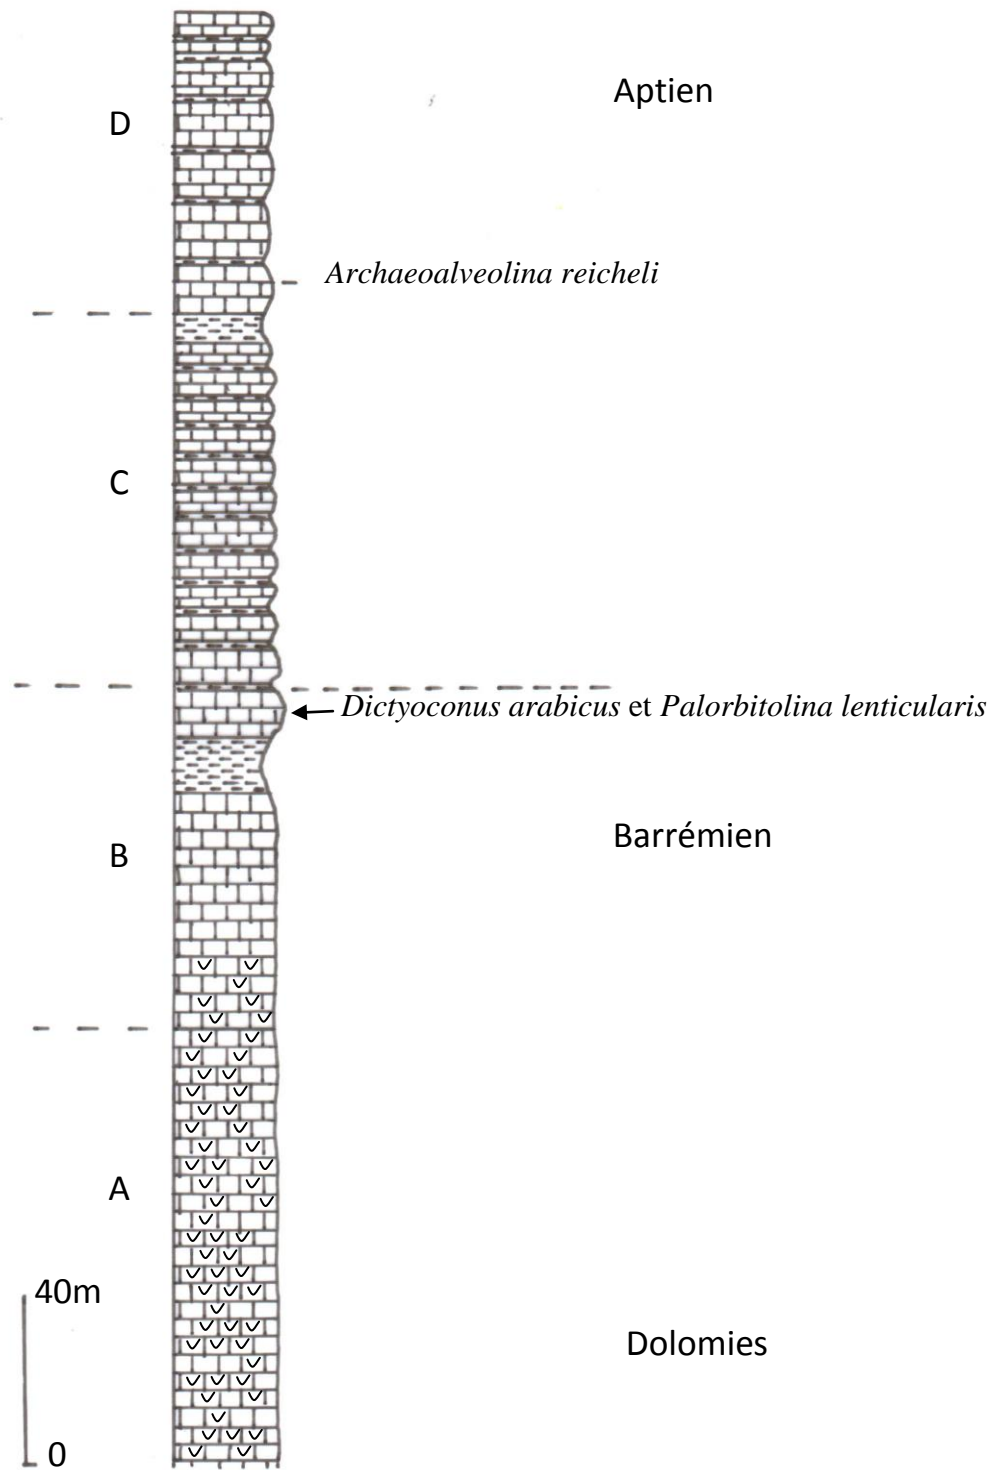 Aptien
D
Archaeoalveolina reicheli
C
Dictyoconus arabicus et Palorbitolina lenticularis
Barrémien
B
A
40m
Dolomies
0